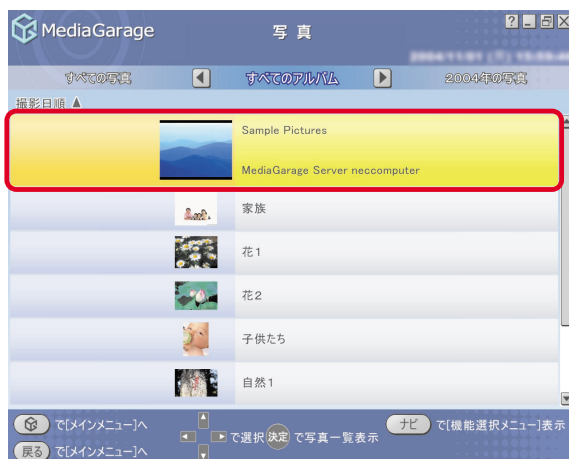 MediaGarage
写真
?
すべての写真
すべてのアルバム
2004年の写真
撮影日順 ▲
Sample Pictures
MediaGarage Server neccomputer
家族
花1
花2
子供たち
自然1
で[メインメニュー]へ
で選択 決定 で写真一覧表示
ナビ で[機能選択メニュー]表示
戻る で[メインメニュー]へ